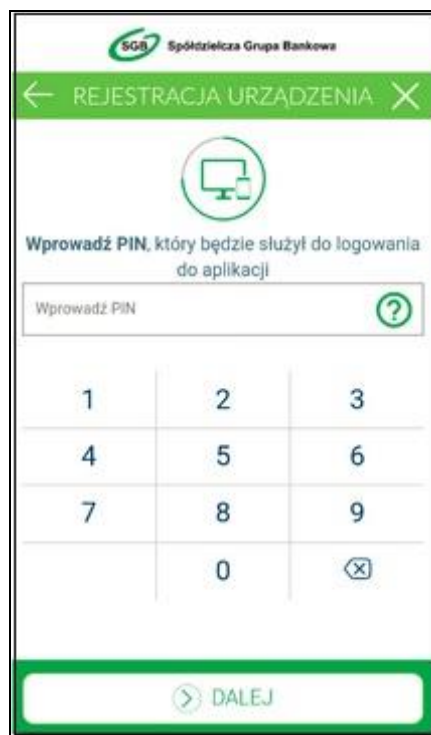 SGB Spółdzielcza Grupa Bankowa
REJESTRACJA URZĄDZENIA
Wprowadź PIN, który będzie służył do logowania
do aplikacji
Wprowadź PIN
?
1 2 3
4 5 6
7 8 9
0
DALEJ